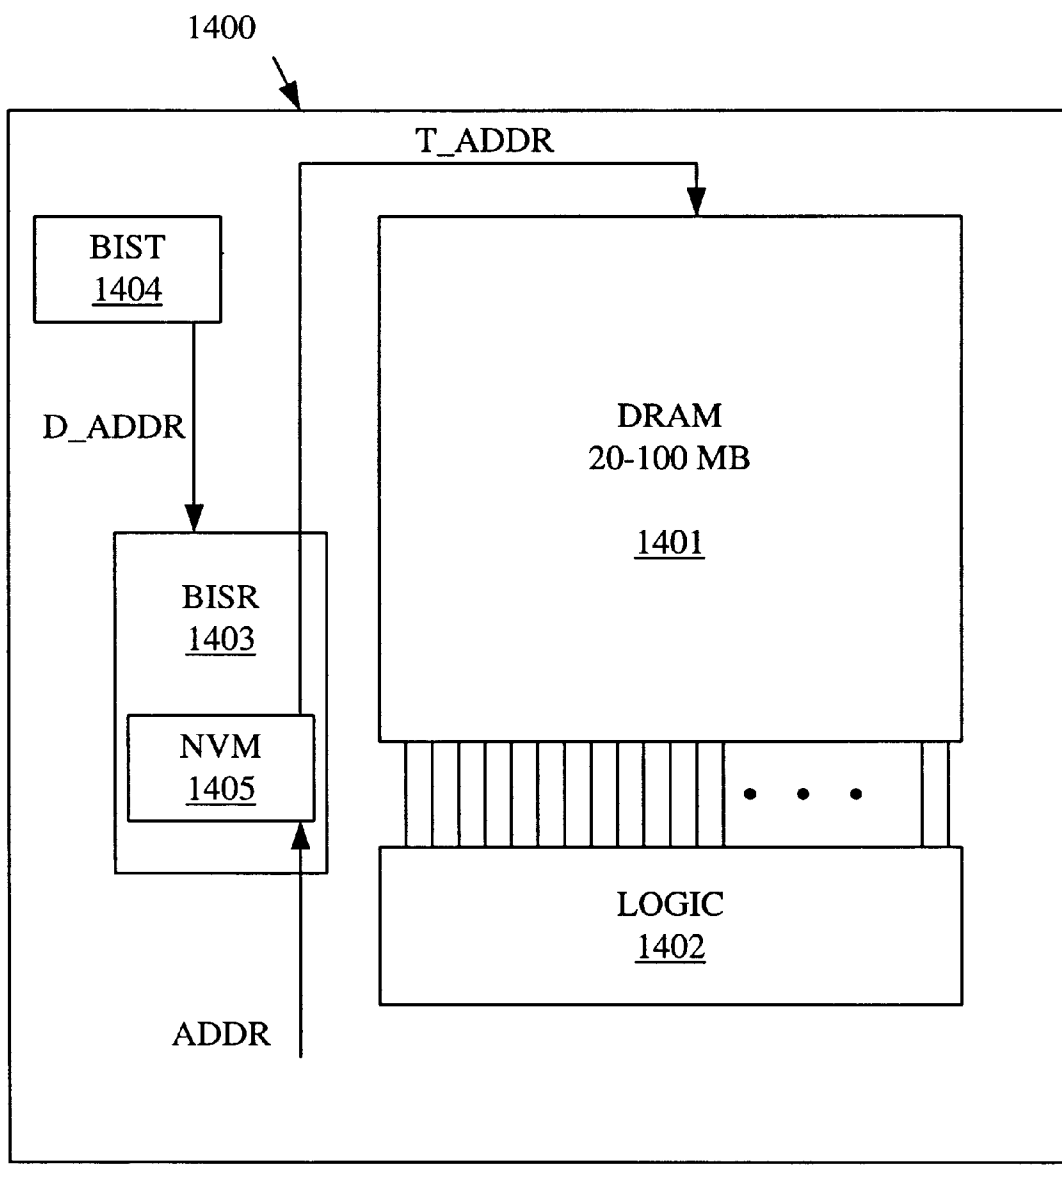 1400
T_ADDR
BIST
1404
D_ADDR
DRAM
20-100 MB
1401
BISR
1403
NVM
1405
LOGIC
1402
ADDR